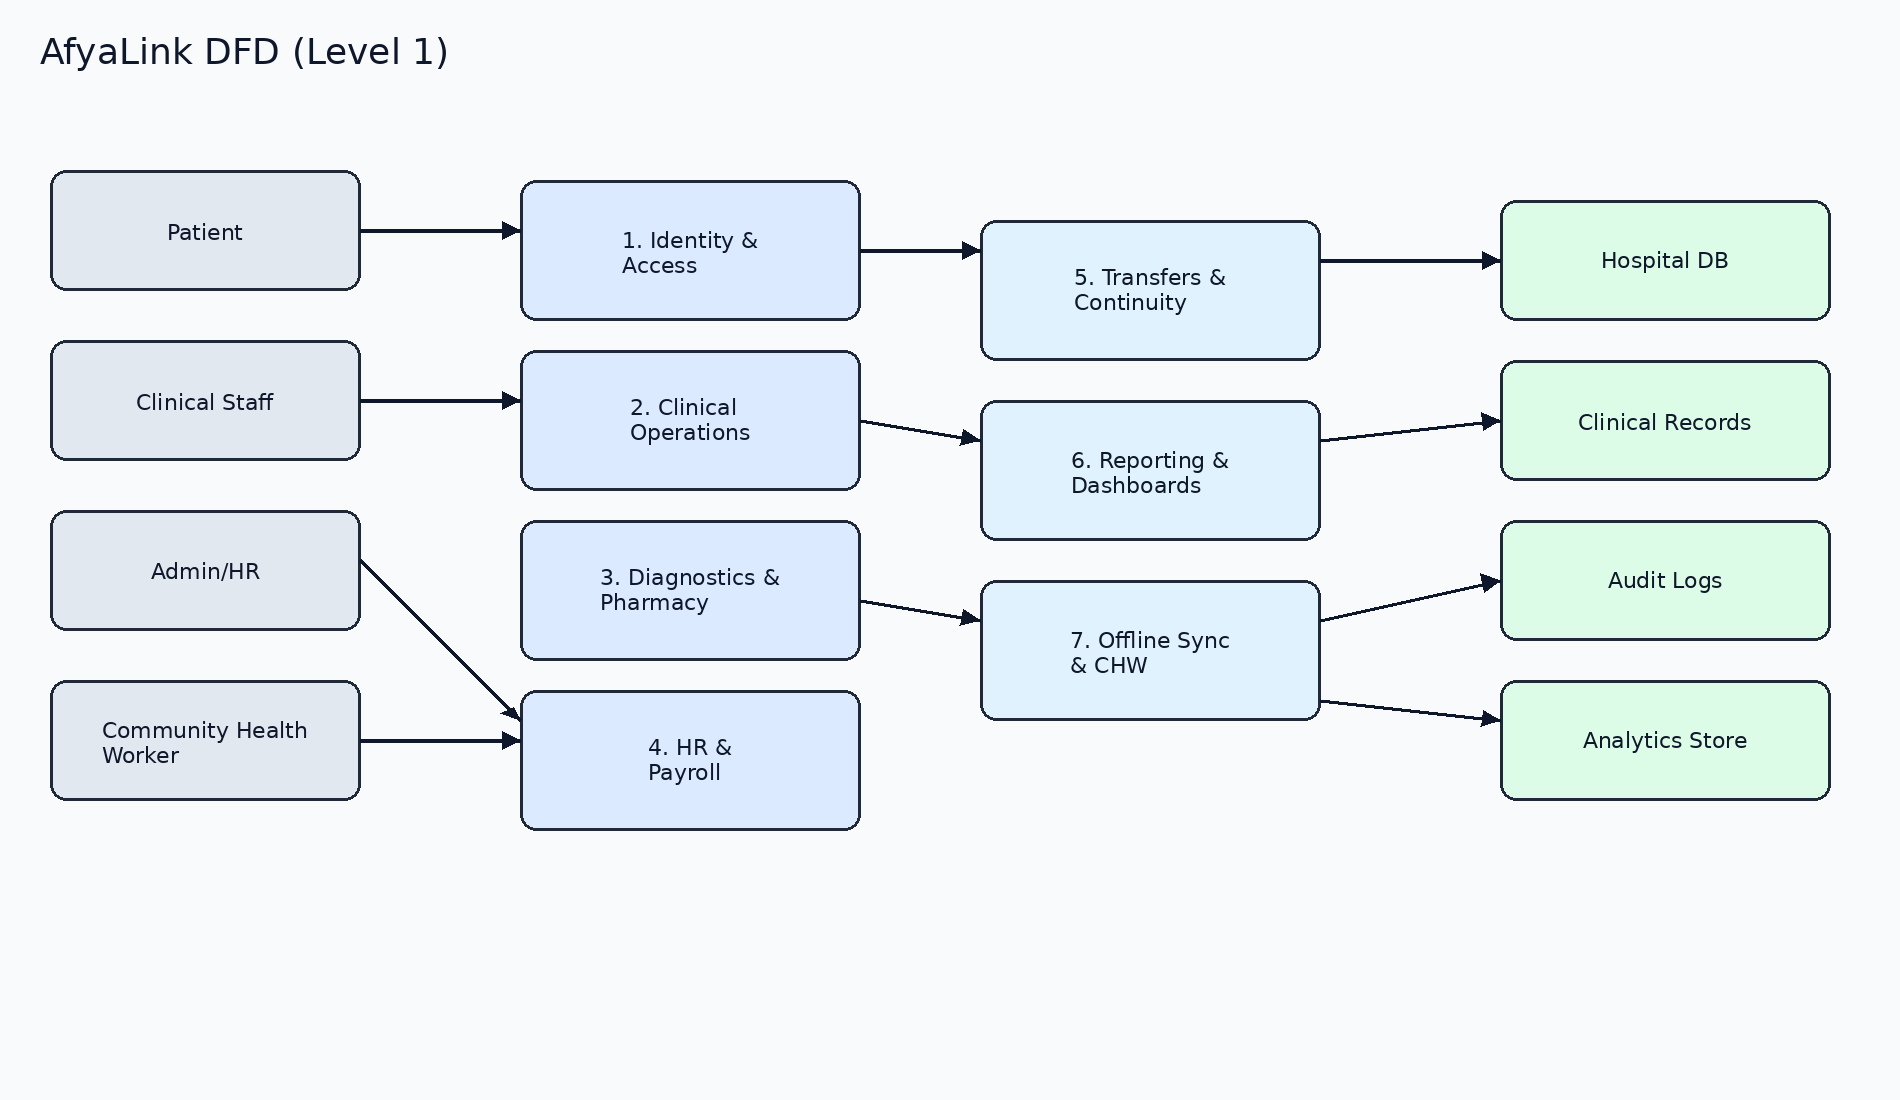 AfyaLink DFD (Level 1)
Patient
Clinical Staff
Admin/HR
Community Health
Worker
1. Identity &
Access
2. Clinical
Operations
3. Diagnostics &
Pharmacy
4. HR &
Payroll
5. Transfers &
Continuity
6. Reporting &
Dashboards
7. Offline Sync
& CHW
Hospital DB
Clinical Records
Audit Logs
Analytics Store